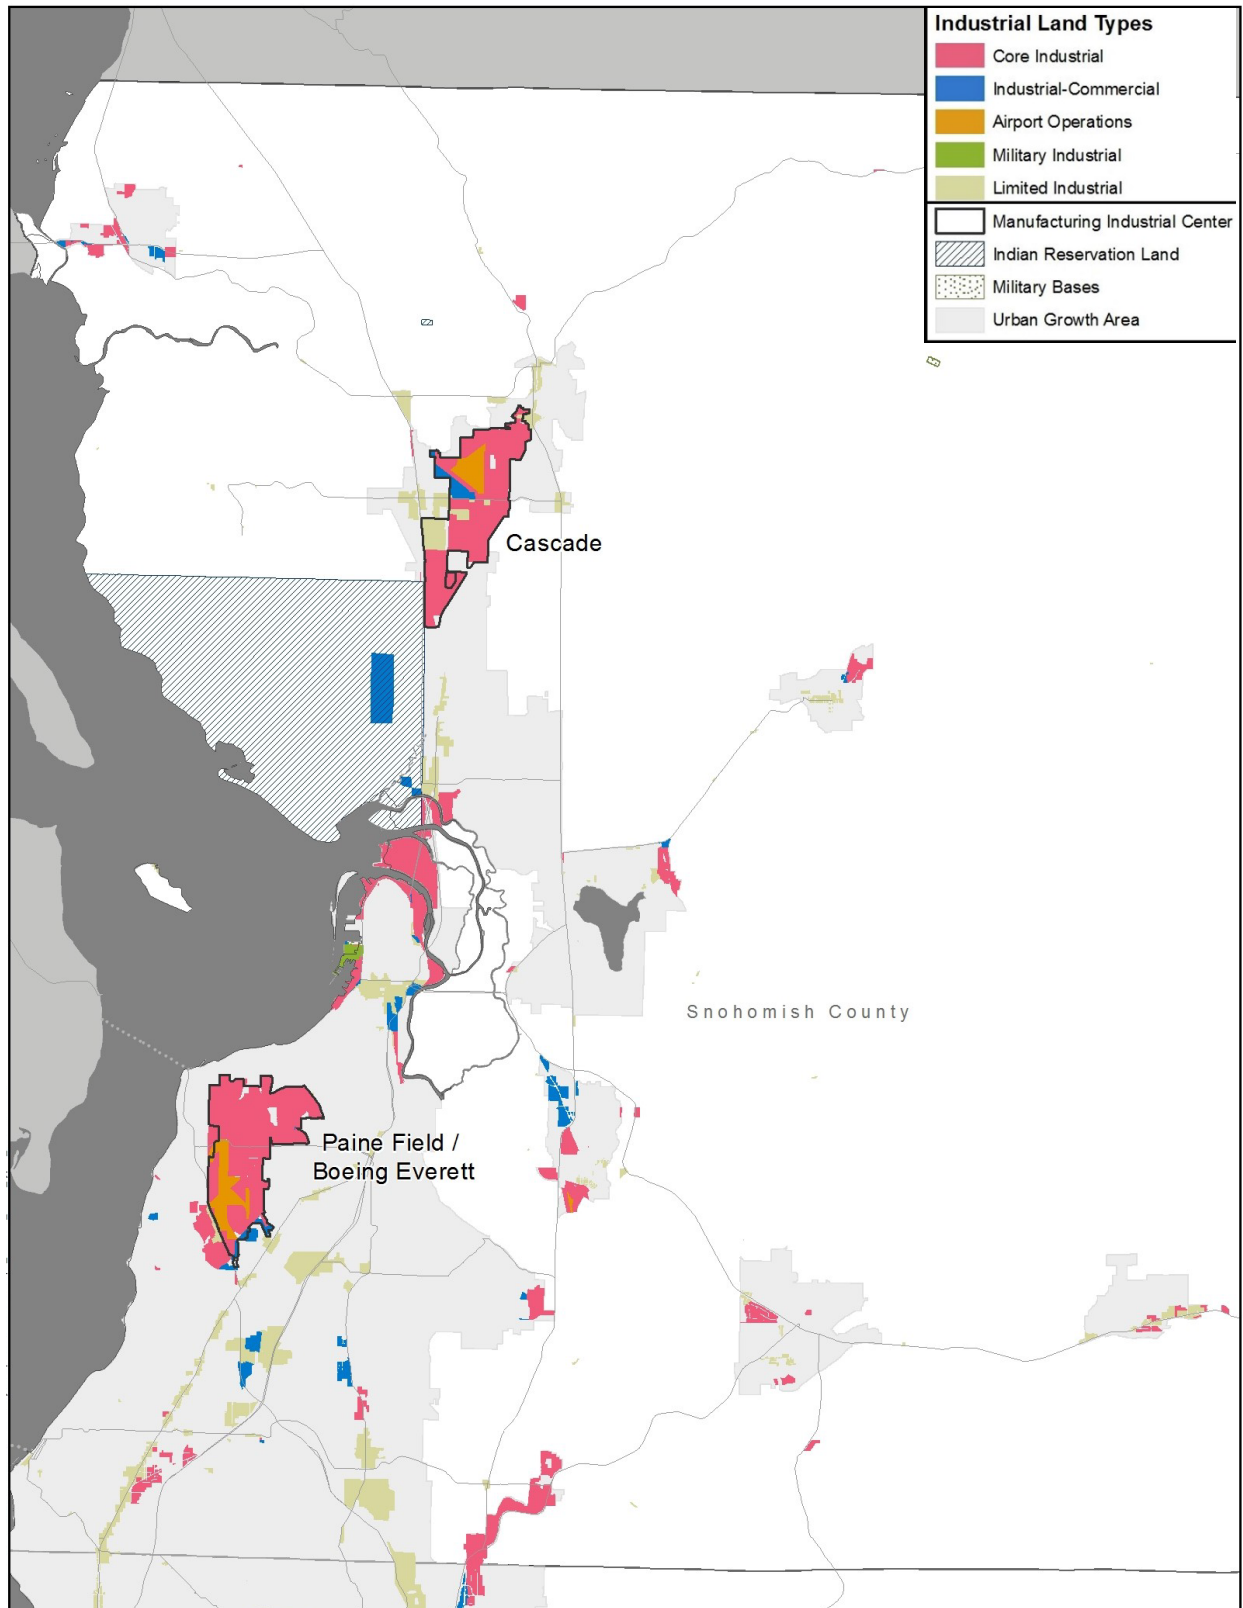 Industrial Land Types
Core Industrial
Industrial-Commercial
Airport Operations
Military Industrial
Limited Industrial
Manufacturing Industrial Center
Indian Reservation Land
Military Bases
Urban Growth Area
Cascade
Snohomish County
Paine Field /
Boeing Everett